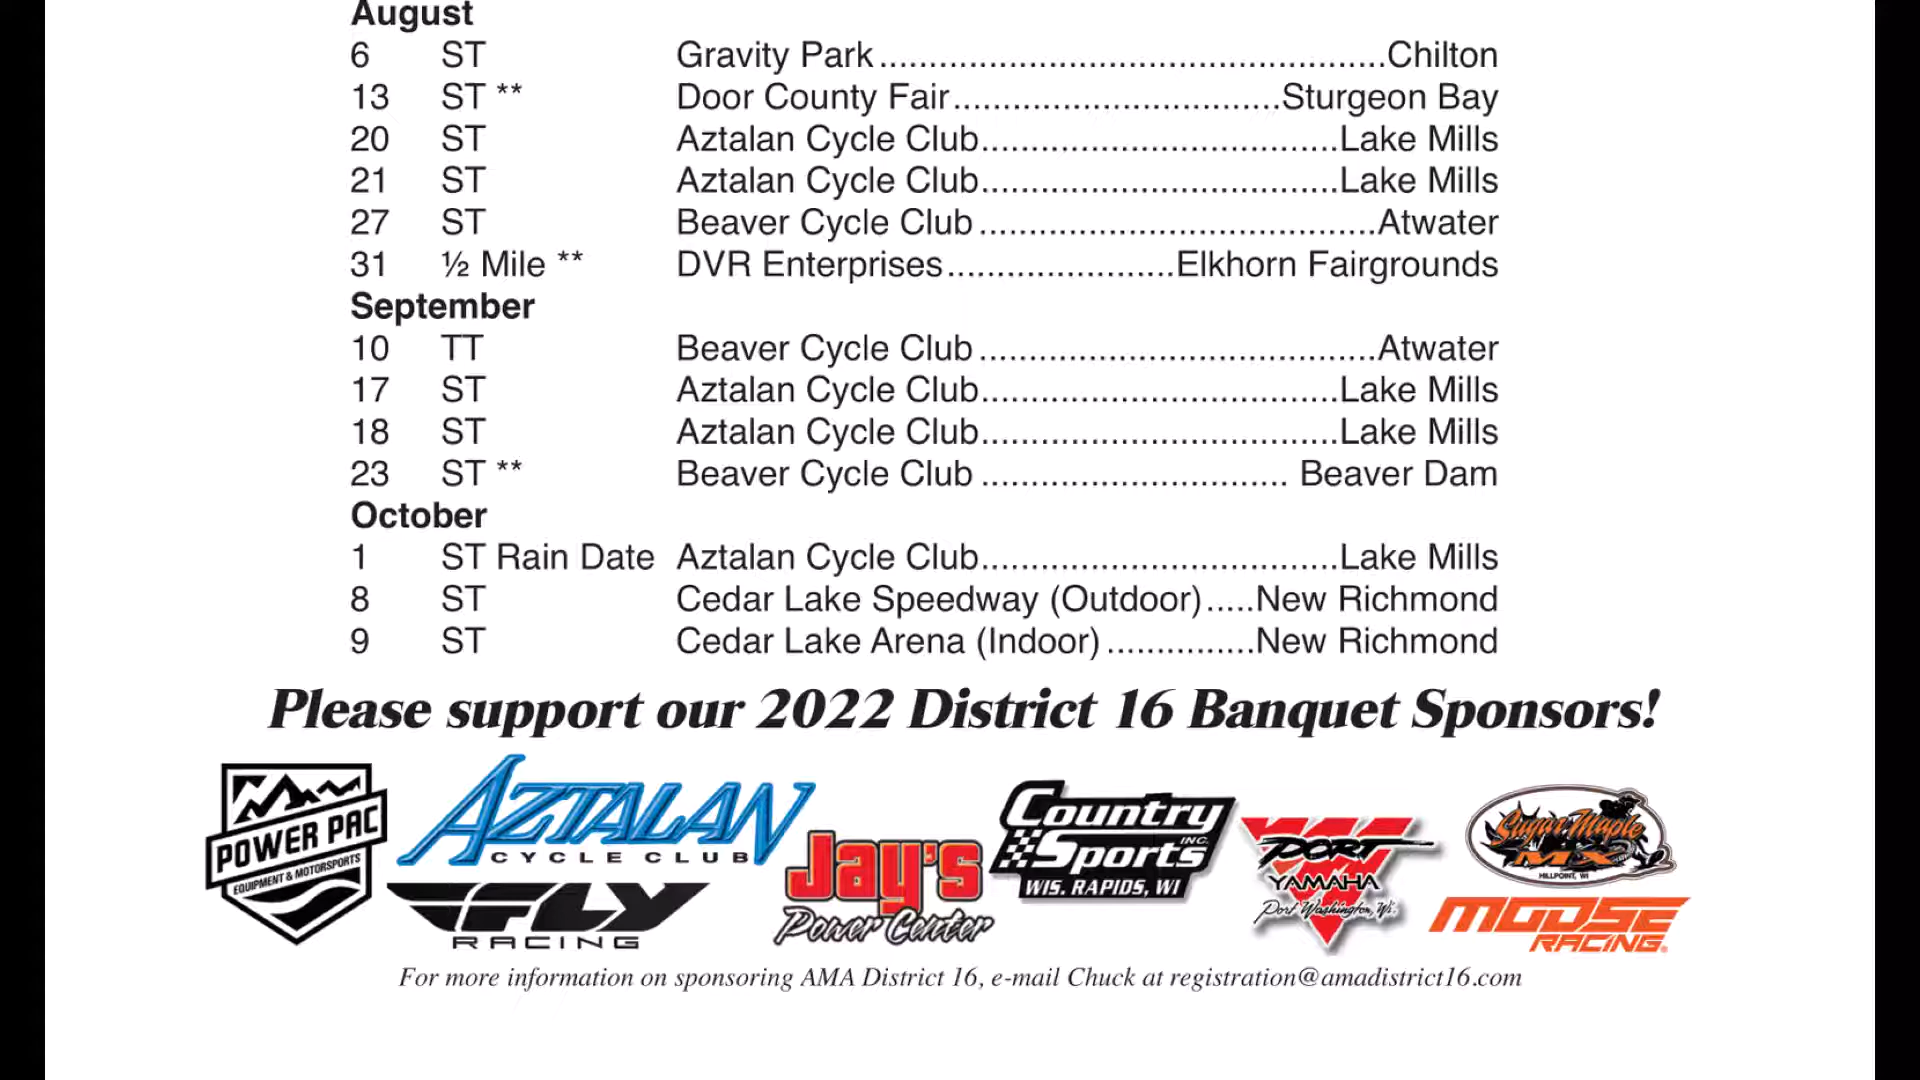 August
6 ST Gravity Park..................................................Chilton
13 ST ** Door County Fair................................Sturgeon Bay
20 ST Aztalan Cycle Club...................................Lake Mills
21 ST Aztalan Cycle Club...................................Lake Mills
27 ST Beaver Cycle Club.......................................Atwater
31 ½ Mile ** DVR Enterprises.......................Elkhorn Fairgrounds
September
10 TT Beaver Cycle Club.......................................Atwater
17 ST Aztalan Cycle Club...................................Lake Mills
18 ST Aztalan Cycle Club...................................Lake Mills
23 ST ** Beaver Cycle Club .............................. Beaver Dam
October
1 ST Rain Date Aztalan Cycle Club...................................Lake Mills
8 ST Cedar Lake Speedway (Outdoor).....New Richmond
9 ST Cedar Lake Arena (Indoor)...............New Richmond
Please support our 2022 District 16 Banquet Sponsors!
POWER PAC
EQUIPMENT & MOTORSPORTS
AZTALAN
CYCLE CLUB
FLY
RACING
Jay's
Power Center
Country
Sports INC.
WIS. RAPIDS, WI
PORT
YAMAHA
Port Washington, Wi.
Sugar Maple
MX
HILLPOINT, WI
MOOSE
RACING®
For more information on sponsoring AMA District 16, e-mail Chuck at registration@amadistrict16.com